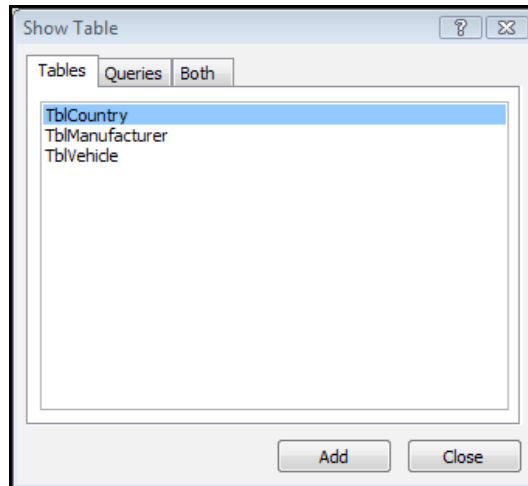 Show Table
Tables Queries Both
TblCountry
TblManufacturer
TblVehicle
Add Close